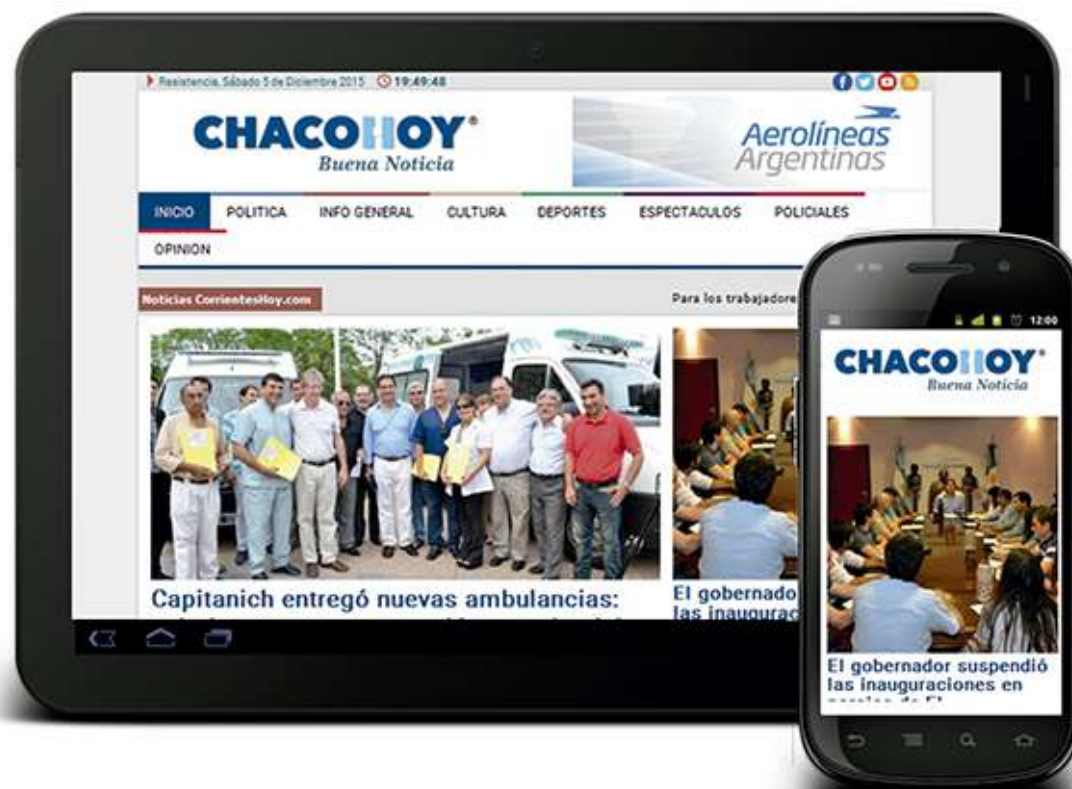 Resistencia, Sábado 5 de Diciembre 2015 19:49:48
CHACOHOY®
Buena Noticia
Aerolíneas
Argentinas
INICIO POLITICA INFO GENERAL CULTURA DEPORTES ESPECTACULOS POLICIALES
OPINION
Noticias CorrientesHoy.com
Para los trabajadore
Capitanich entregó nuevas ambulancias:
El goberna
las inaugurac
12:00
CHACOHOY®
Buena Noticia
El gobernador suspendió
las inauguraciones en